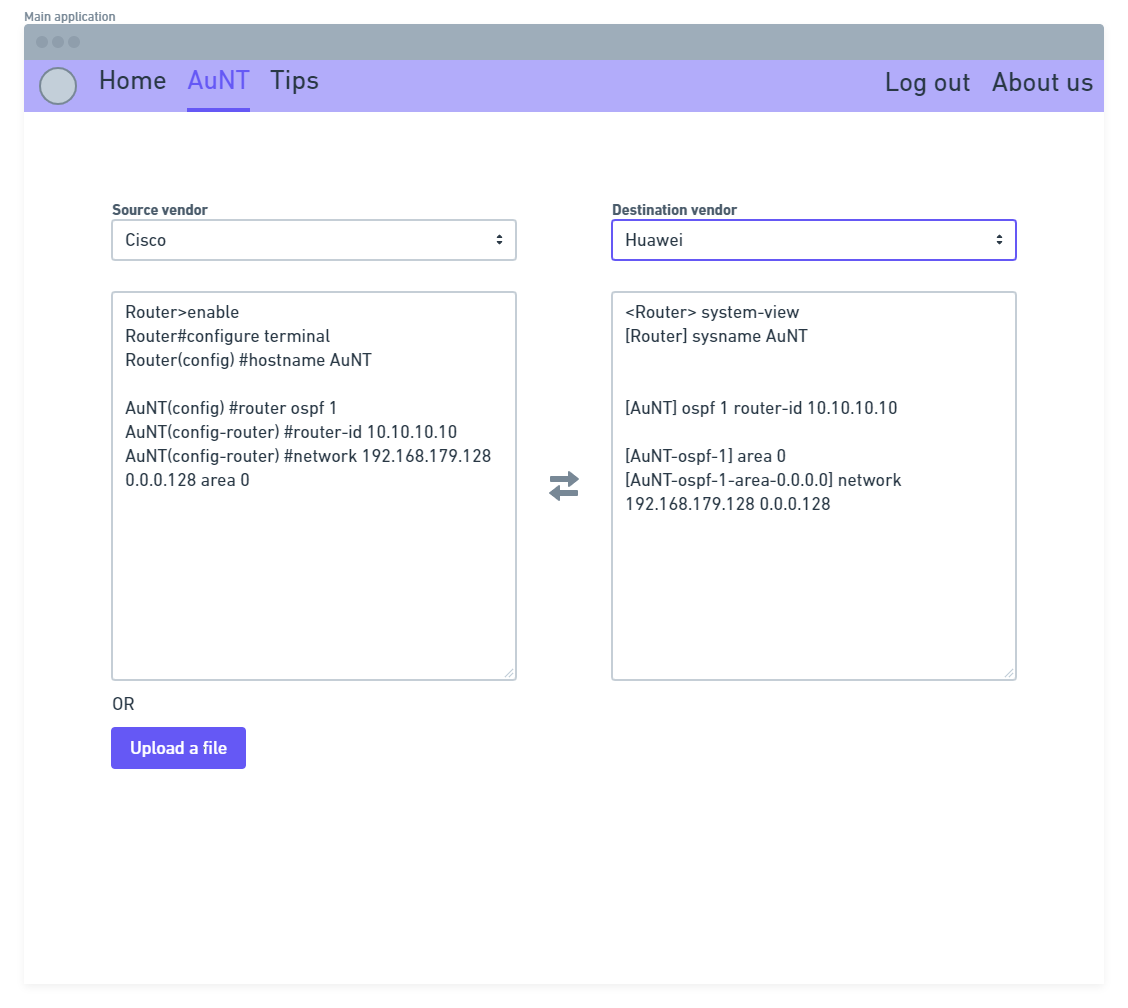 Main application
Home AuNT Tips Log out About us
Source vendor
Cisco
Destination vendor
Huawei
Router>enable
Router#configure terminal
Router(config) #hostname AuNT
AuNT(config) #router ospf 1
AuNT(config-router) #router-id 10.10.10.10
AuNT(config-router) #network 192.168.179.128
0.0.0.128 area 0
<Router> system-view
[Router] sysname AuNT
[AuNT] ospf 1 router-id 10.10.10.10
[AuNT-ospf-1] area 0
[AuNT-ospf-1-area-0.0.0.0] network
192.168.179.128 0.0.0.128
OR
Upload a file